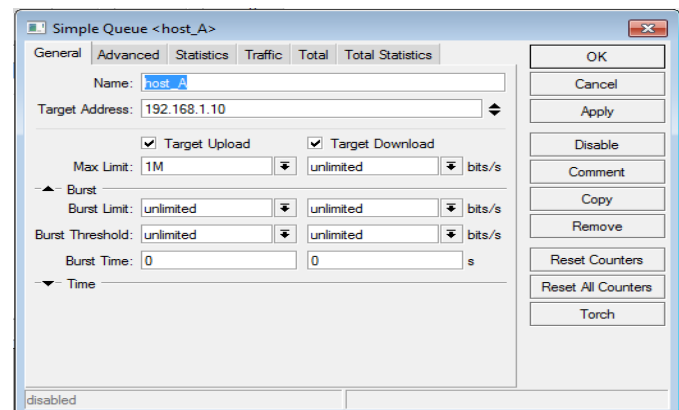 Simple Queue <host_A>
General Advanced Statistics Traffic Total Total Statistics
Name: host_A
Target Address: 192.168.1.10
Target Upload Target Download
Max Limit: 1M unlimited bits/s
Burst
Burst Limit: unlimited unlimited bits/s
Burst Threshold: unlimited unlimited bits/s
Burst Time: 0 0 s
Time
OK
Cancel
Apply
Disable
Comment
Copy
Remove
Reset Counters
Reset All Counters
Torch
disabled